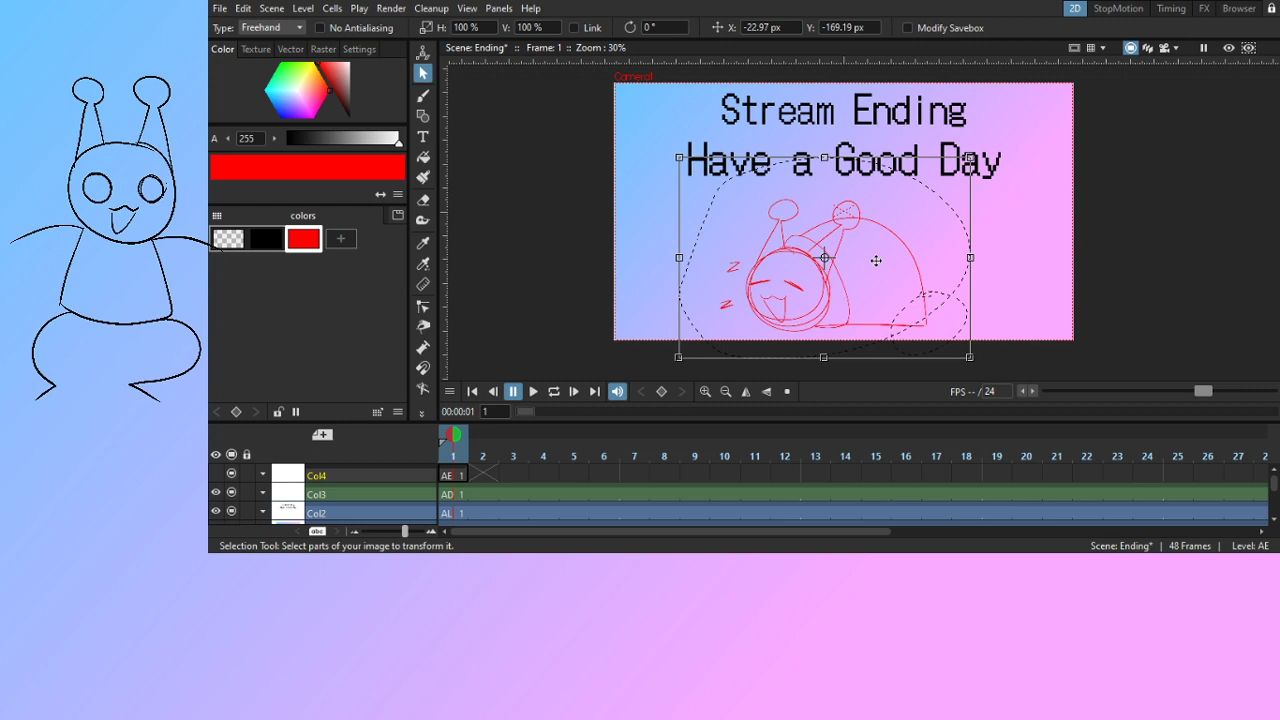 File Edit Scene Level Cells Play Render Cleanup View Panels Help
2D StopMotion Timing FX Browser
Type: Freehand No Antialiasing H: 100 % V: 100 % Link 0 ° X: -22.97 px Y: -169.19 px Modify Savebox
Color Texture Vector Raster Settings
Scene: Ending* :: Frame: 1 :: Zoom : 30%
Camera1
Stream Ending
Have a Good Day
A 255
colors
z
z
FPS -- / 24
00:00:01 1
1 2 3 4 5 6 7 8 9 10 11 12 13 14 15 16 17 18 19 20 21 22 23 24 25 26 27 2
Col4 AE 1
Col3 AD 1
Col2 AL 1
abc
Selection Tool: Select parts of your image to transform it.
Scene: Ending* | 48 Frames | Level: AE